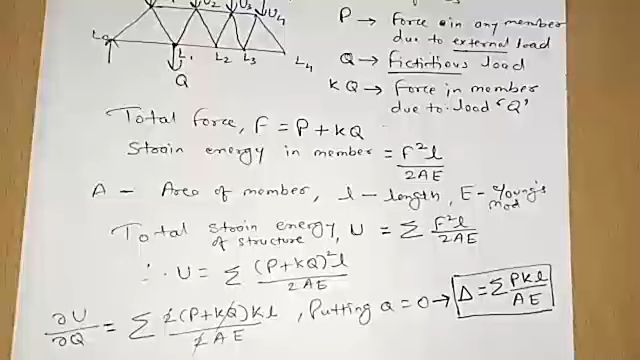 U2 U3 U4
L0 L1 L2 L3 L4
Q
P → Force in any member
due to external load
Q → Fictitious load
KQ → Force in member
due to load 'Q'
Total force, F = P + KQ
Strain energy in member = F²l / 2AE
A - Area of member, l - length, E - Young's
mod
Total strain energy
of structure, U = Σ F²l / 2AE
∴ U = Σ (P+KQ)²l / 2AE
∂U/∂Q = Σ 2(P+KQ)Kl / 2AE , Putting Q = 0 → Δ = Σ PKl / AE